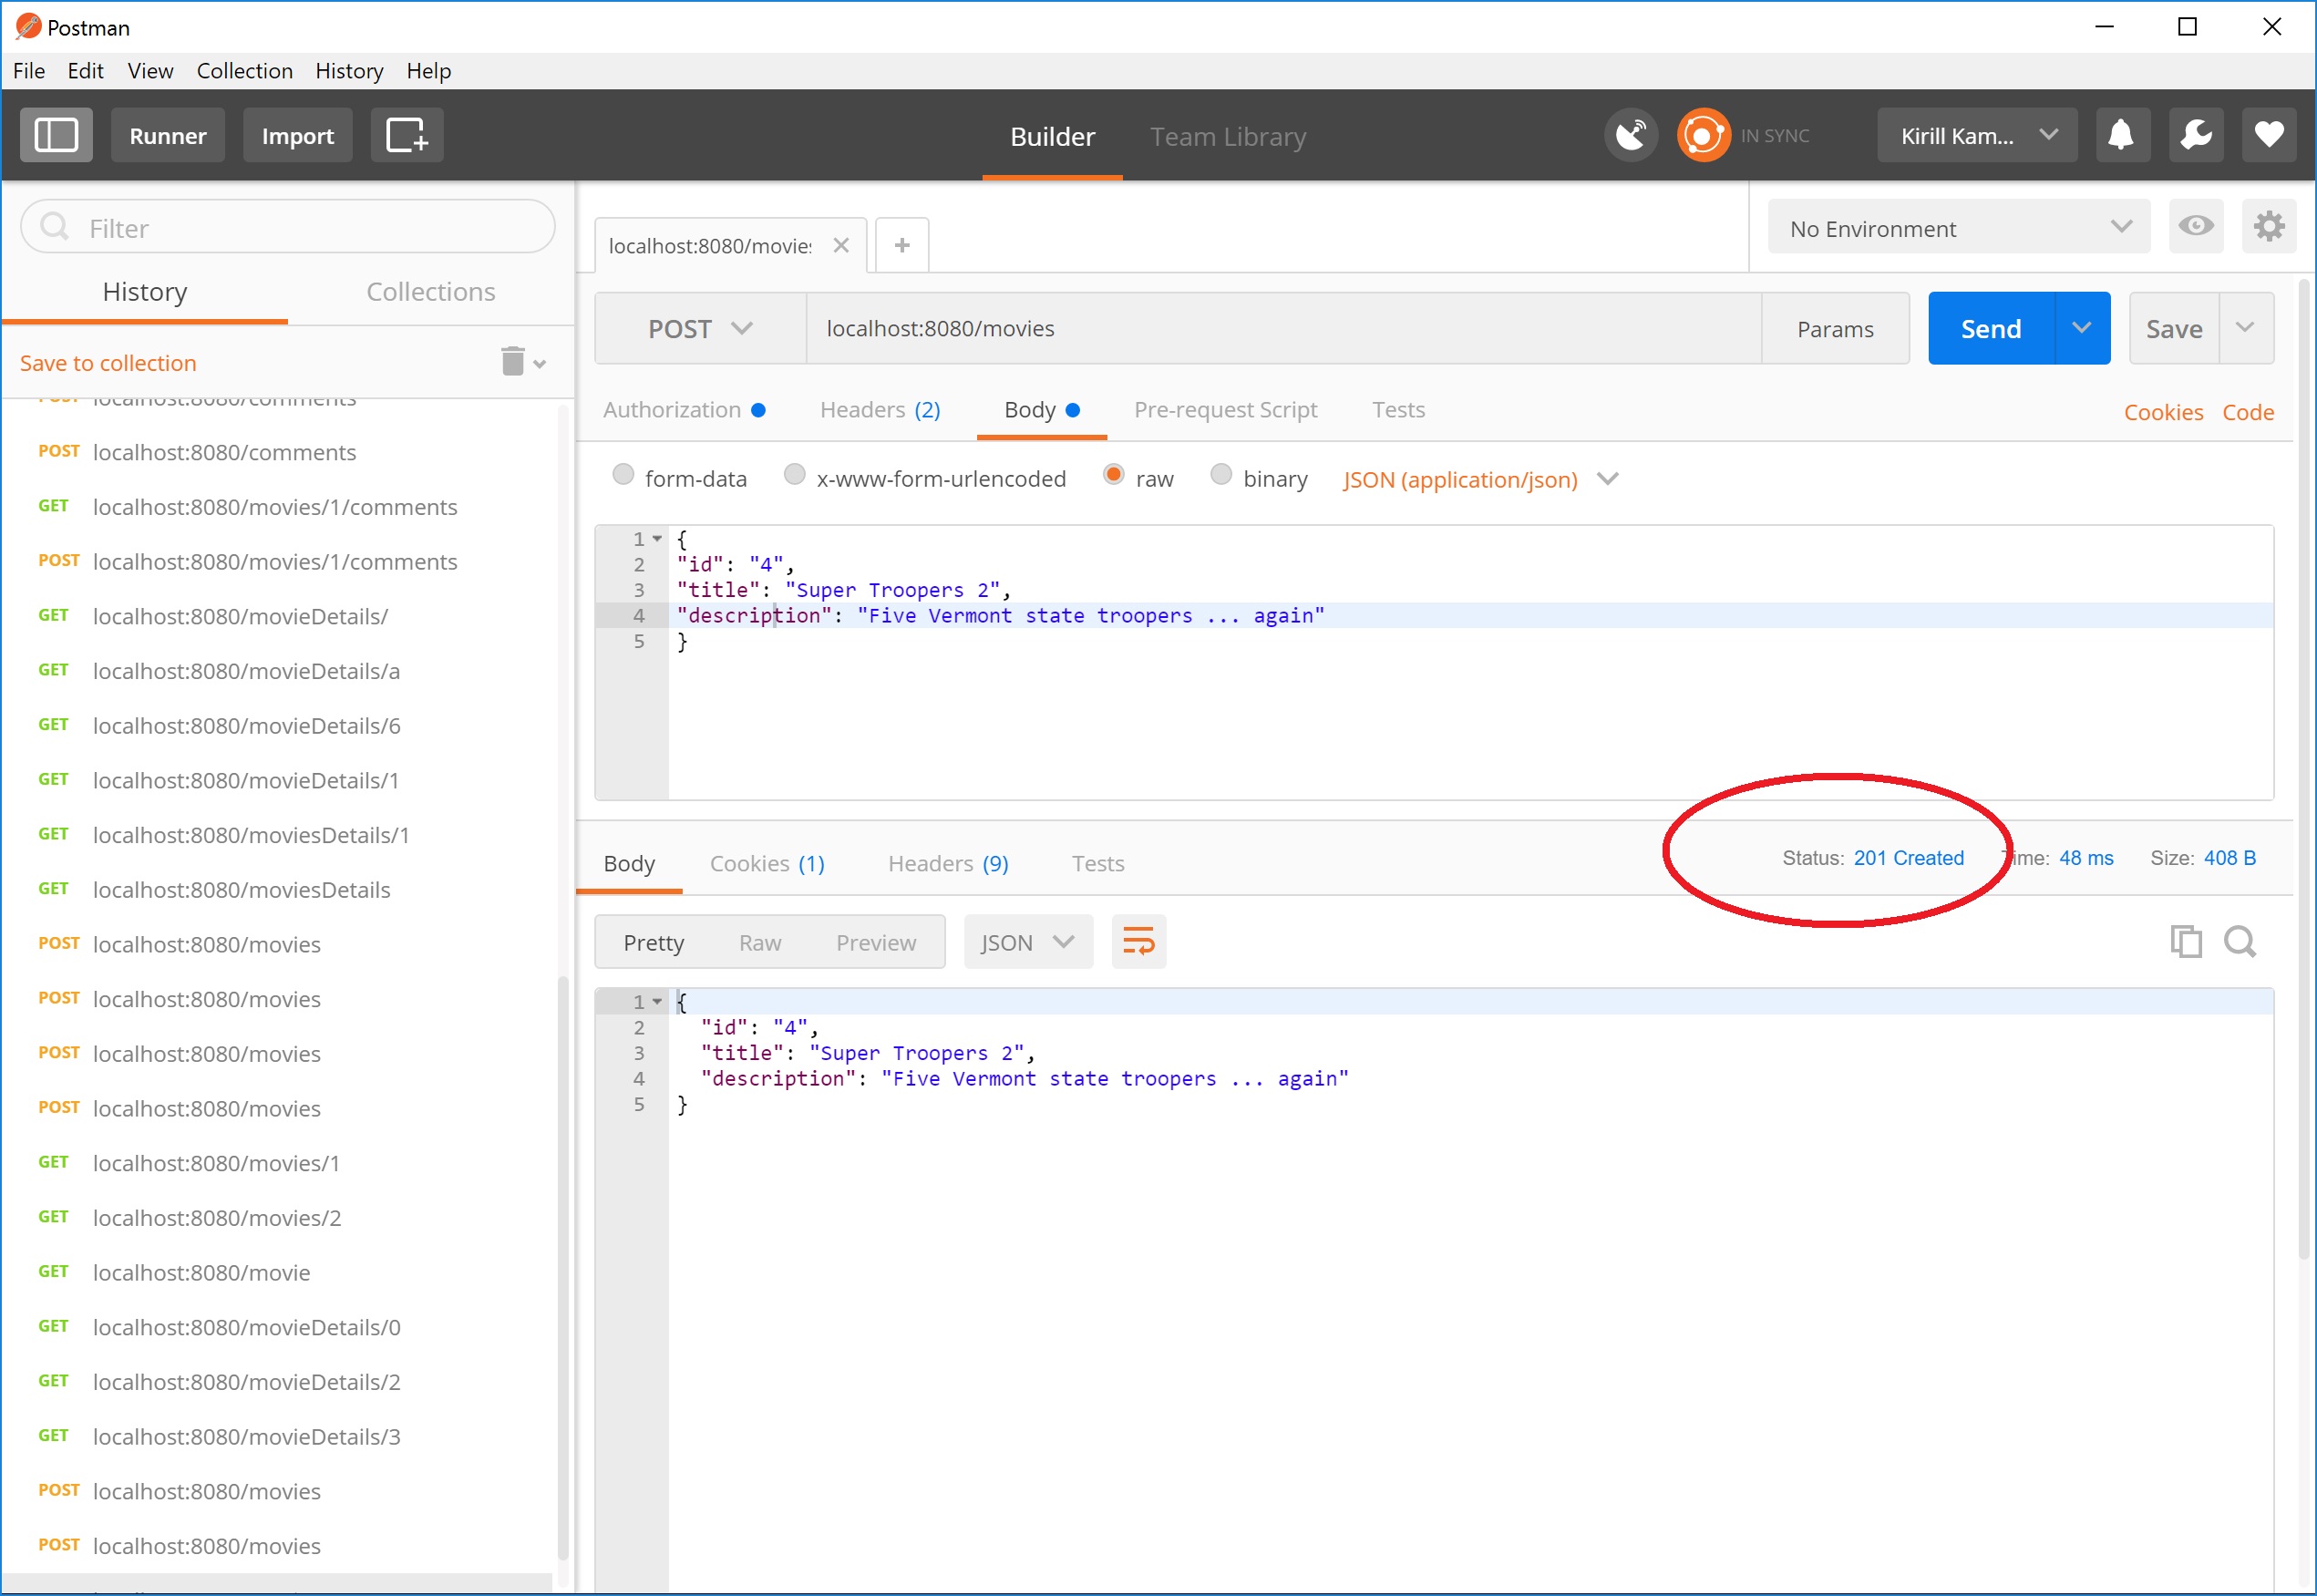 Postman
File Edit View Collection History Help
Runner Import Builder Team Library IN SYNC Kirill Kam...
Filter
History Collections
Save to collection
POST localhost:8080/comments
POST localhost:8080/comments
GET localhost:8080/movies/1/comments
POST localhost:8080/movies/1/comments
GET localhost:8080/movieDetails/
GET localhost:8080/movieDetails/a
GET localhost:8080/movieDetails/6
GET localhost:8080/movieDetails/1
GET localhost:8080/moviesDetails/1
GET localhost:8080/moviesDetails
POST localhost:8080/movies
POST localhost:8080/movies
POST localhost:8080/movies
POST localhost:8080/movies
GET localhost:8080/movies/1
GET localhost:8080/movies/2
GET localhost:8080/movie
GET localhost:8080/movieDetails/0
GET localhost:8080/movieDetails/2
GET localhost:8080/movieDetails/3
POST localhost:8080/movies
POST localhost:8080/movies
localhost:8080/movies
No Environment
POST localhost:8080/movies Params Send Save
Authorization Headers (2) Body Pre-request Script Tests Cookies Code
form-data x-www-form-urlencoded raw binary JSON (application/json)
1 {
2 "id": "4",
3 "title": "Super Troopers 2",
4 "description": "Five Vermont state troopers ... again"
5 }
Body Cookies (1) Headers (9) Tests Status: 201 Created Time: 48 ms Size: 408 B
Pretty Raw Preview JSON
1 {
2 "id": "4",
3 "title": "Super Troopers 2",
4 "description": "Five Vermont state troopers ... again"
5 }